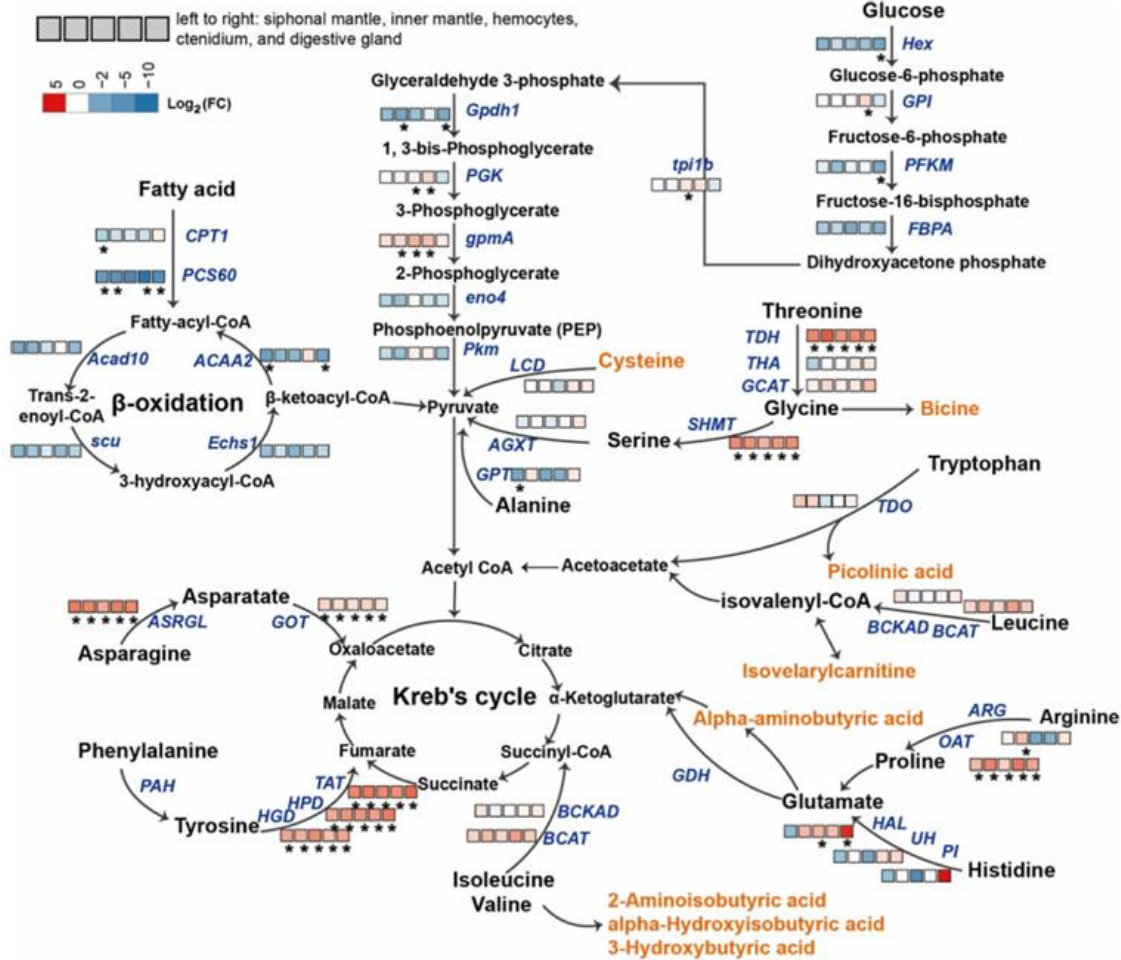 left to right: siphonal mantle, inner mantle, hemocytes,
ctenidium, and digestive gland
5 0 -2 -5 -10
Log2(FC)
Glucose
Hex
*
Glucose-6-phosphate
GPI
*
Fructose-6-phosphate
PFKM
*
Fructose-16-bisphosphate
FBPA
Dihydroxyacetone phosphate
tpi1b
*
Glyceraldehyde 3-phosphate
Gpdh1
* *
1, 3-bis-Phosphoglycerate
PGK
* *
3-Phosphoglycerate
gpmA
* * *
2-Phosphoglycerate
eno4
Phosphoenolpyruvate (PEP)
Pkm
Pyruvate
Fatty acid
CPT1
*
PCS60
* * * *
Fatty-acyl-CoA
Acad10
ACAA2
* *
Trans-2-
enoyl-CoA
β-oxidation
β-ketoacyl-CoA
scu
Echs1
3-hydroxyacyl-CoA
LCD
Cysteine
AGXT
Serine
GPT
*
Alanine
Threonine
TDH
* * * * *
THA
GCAT
Glycine
Bicine
SHMT
* * * * *
Tryptophan
TDO
Picolinic acid
Acetyl CoA
Acetoacetate
isovalenyl-CoA
BCKAD
BCAT
Leucine
Isovelarylcarnitine
Asparatate
* * * * *
ASRGL
GOT
* * * * *
Asparagine
Oxaloacetate
Citrate
Malate
Kreb's cycle
α-Ketoglutarate
Fumarate
Succinyl-CoA
Succinate
Phenylalanine
PAH
Tyrosine
TAT
* * * * *
HPD
* * * * *
HGD
* * * * *
BCKAD
BCAT
Isoleucine
Valine
2-Aminoisobutyric acid
alpha-Hydroxyisobutyric acid
3-Hydroxybutyric acid
Alpha-aminobutyric acid
GDH
ARG
Arginine
OAT
*
* * * * *
Proline
Glutamate
HAL
* *
UH
PI
Histidine